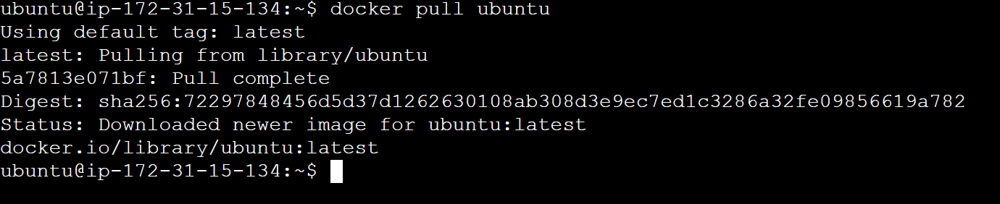 ubuntu@ip-172-31-15-134:~$ docker pull ubuntu
Using default tag: latest
latest: Pulling from library/ubuntu
5a7813e071bf: Pull complete
Digest: sha256:72297848456d5d37d1262630108ab308d3e9ec7ed1c3286a32fe09856619a782
Status: Downloaded newer image for ubuntu:latest
docker.io/library/ubuntu:latest
ubuntu@ip-172-31-15-134:~$